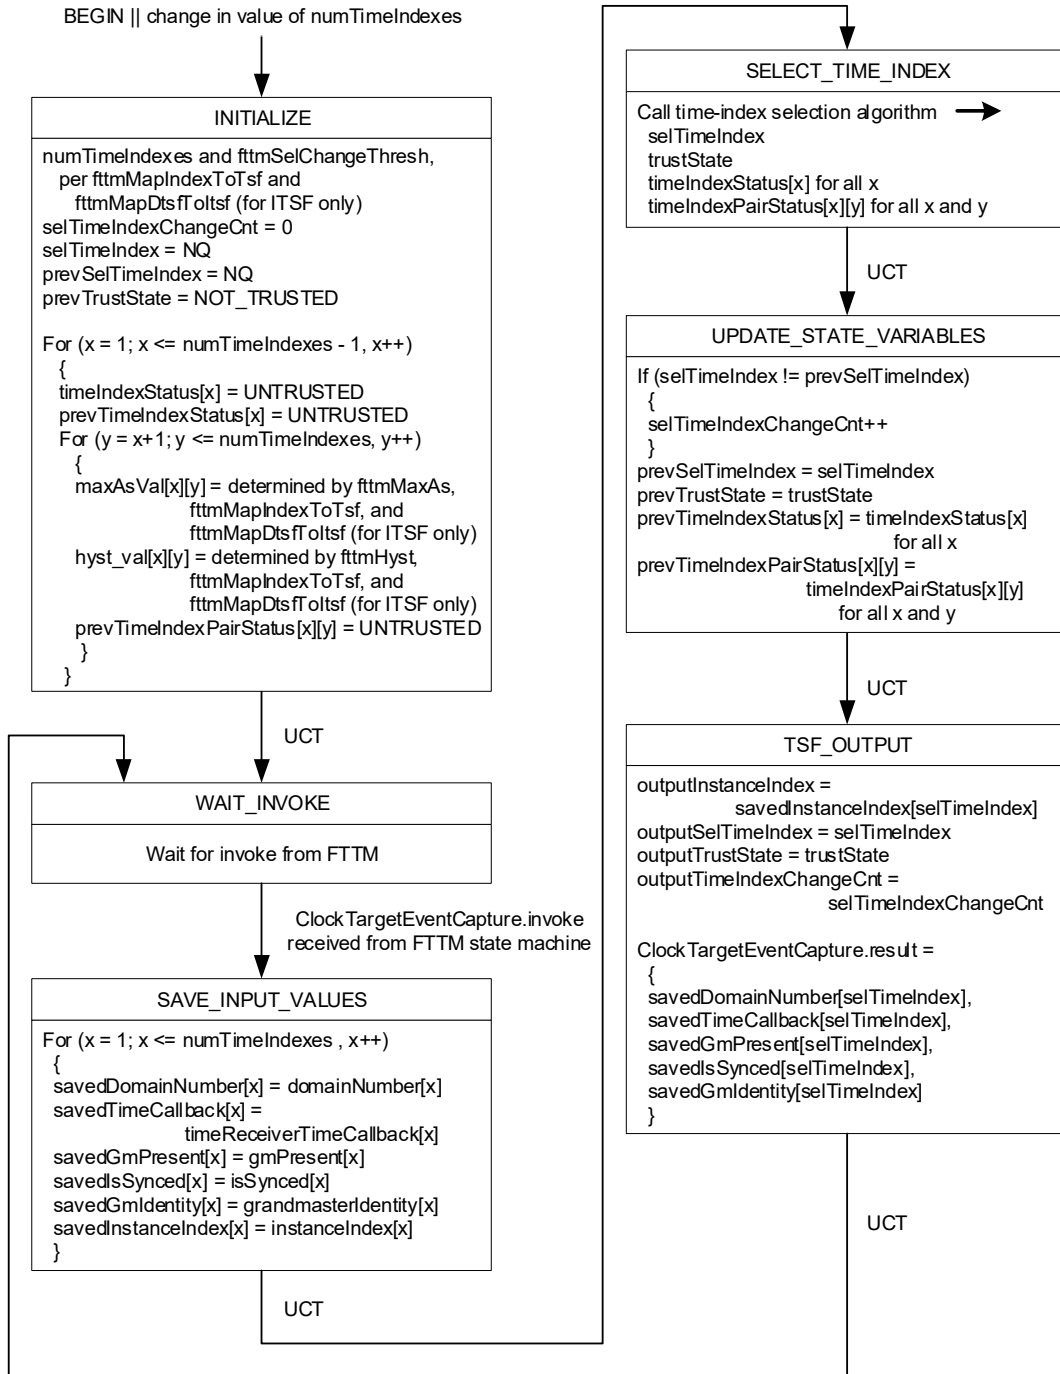 BEGIN || change in value of numTimeIndexes
INITIALIZE
numTimeIndexes and fttmSelChangeThresh,
per fttmMapIndexToTsf and
fttmMapDtsfToItsf (for ITSF only)
selTimeIndexChangeCnt = 0
selTimeIndex = NQ
prevSelTimeIndex = NQ
prevTrustState = NOT_TRUSTED
For (x = 1; x <= numTimeIndexes - 1, x++)
{
timeIndexStatus[x] = UNTRUSTED
prevTimeIndexStatus[x] = UNTRUSTED
For (y = x+1; y <= numTimeIndexes, y++)
{
maxAsVal[x][y] = determined by fttmMaxAs,
fttmMapIndexToTsf, and
fttmMapDtsfToItsf (for ITSF only)
hyst_val[x][y] = determined by fttmHyst,
fttmMapIndexToTsf, and
fttmMapDtsfToItsf (for ITSF only)
prevTimeIndexPairStatus[x][y] = UNTRUSTED
}
}
UCT
WAIT_INVOKE
Wait for invoke from FTTM
ClockTargetEventCapture.invoke
received from FTTM state machine
SAVE_INPUT_VALUES
For (x = 1; x <= numTimeIndexes , x++)
{
savedDomainNumber[x] = domainNumber[x]
savedTimeCallback[x] =
timeReceiverTimeCallback[x]
savedGmPresent[x] = gmPresent[x]
savedIsSynced[x] = isSynced[x]
savedGmIdentity[x] = grandmasterIdentity[x]
savedInstanceIndex[x] = instanceIndex[x]
}
UCT
SELECT_TIME_INDEX
Call time-index selection algorithm
selTimeIndex
trustState
timeIndexStatus[x] for all x
timeIndexPairStatus[x][y] for all x and y
UCT
UPDATE_STATE_VARIABLES
If (selTimeIndex != prevSelTimeIndex)
{
selTimeIndexChangeCnt++
}
prevSelTimeIndex = selTimeIndex
prevTrustState = trustState
prevTimeIndexStatus[x] = timeIndexStatus[x]
for all x
prevTimeIndexPairStatus[x][y] =
timeIndexPairStatus[x][y]
for all x and y
UCT
TSF_OUTPUT
outputInstanceIndex =
savedInstanceIndex[selTimeIndex]
outputSelTimeIndex = selTimeIndex
outputTrustState = trustState
outputTimeIndexChangeCnt =
selTimeIndexChangeCnt
ClockTargetEventCapture.result =
{
savedDomainNumber[selTimeIndex],
savedTimeCallback[selTimeIndex],
savedGmPresent[selTimeIndex],
savedIsSynced[selTimeIndex],
savedGmIdentity[selTimeIndex]
}
UCT